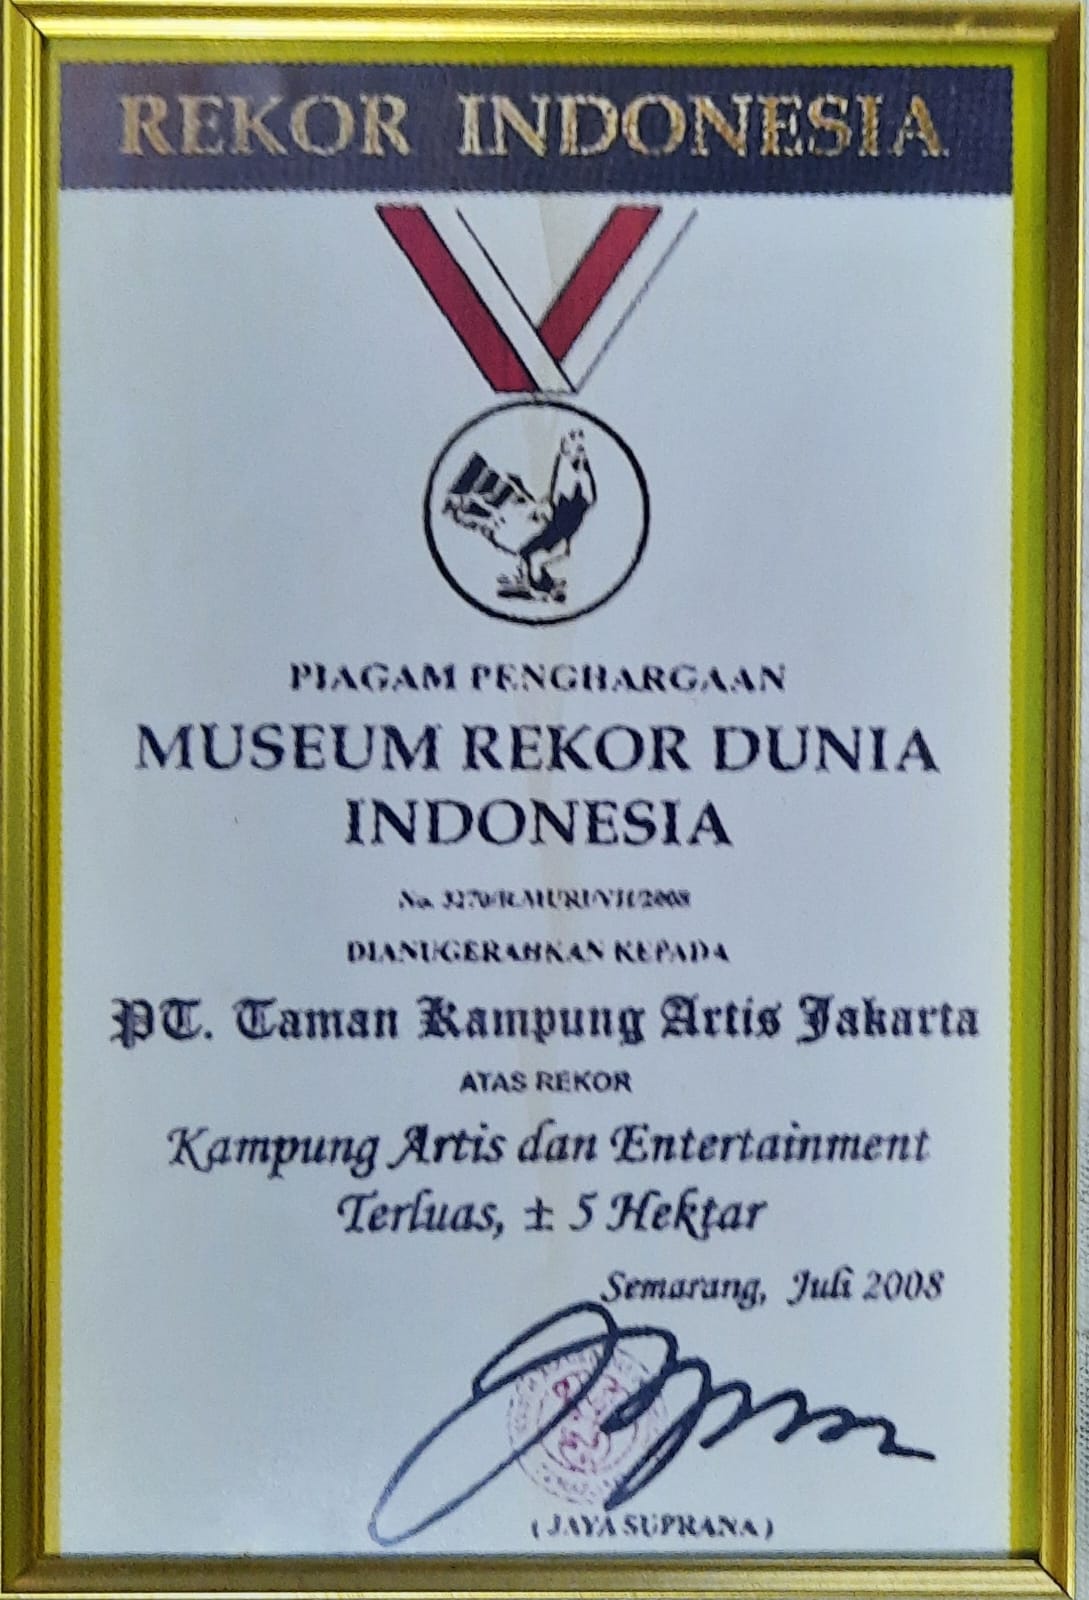 REKOR INDONESIA
PIAGAM PENGHARGAAN
MUSEUM REKOR DUNIA
INDONESIA
No. 3270/R.MURI/VII/2008
DIANUGERAHKAN KEPADA
PT. Taman Kampung Artis Jakarta
ATAS REKOR
Kampung Artis dan Entertainment
Terluas, ± 5 Hektar
Semarang, Juli 2008
( JAYA SUPRANA )